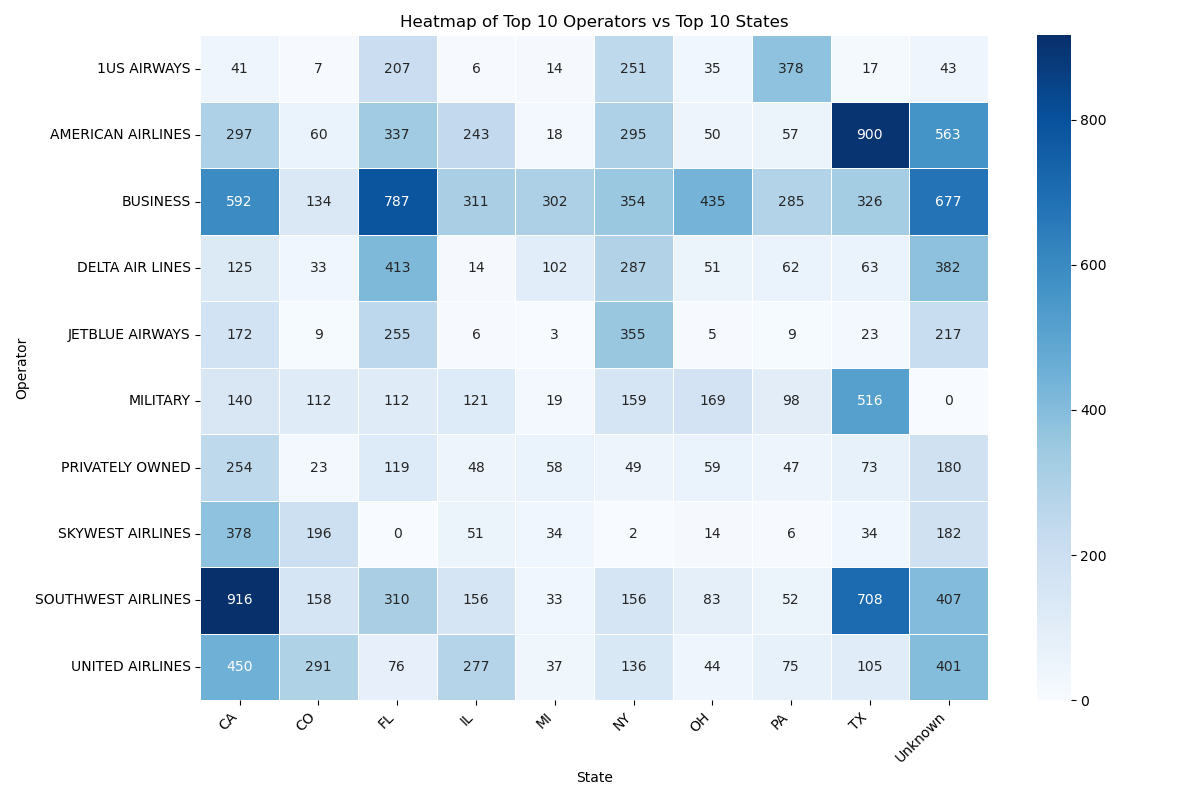 Heatmap of Top 10 Operators vs Top 10 States
1US AIRWAYS 41 7 207 6 14 251 35 378 17 43
AMERICAN AIRLINES 297 60 337 243 18 295 50 57 900 563
BUSINESS 592 134 787 311 302 354 435 285 326 677
DELTA AIR LINES 125 33 413 14 102 287 51 62 63 382
JETBLUE AIRWAYS 172 9 255 6 3 355 5 9 23 217
MILITARY 140 112 112 121 19 159 169 98 516 0
PRIVATELY OWNED 254 23 119 48 58 49 59 47 73 180
SKYWEST AIRLINES 378 196 0 51 34 2 14 6 34 182
SOUTHWEST AIRLINES 916 158 310 156 33 156 83 52 708 407
UNITED AIRLINES 450 291 76 277 37 136 44 75 105 401
CA CO FL IL MI NY OH PA TX Unknown
State
Operator
800
600
400
200
0